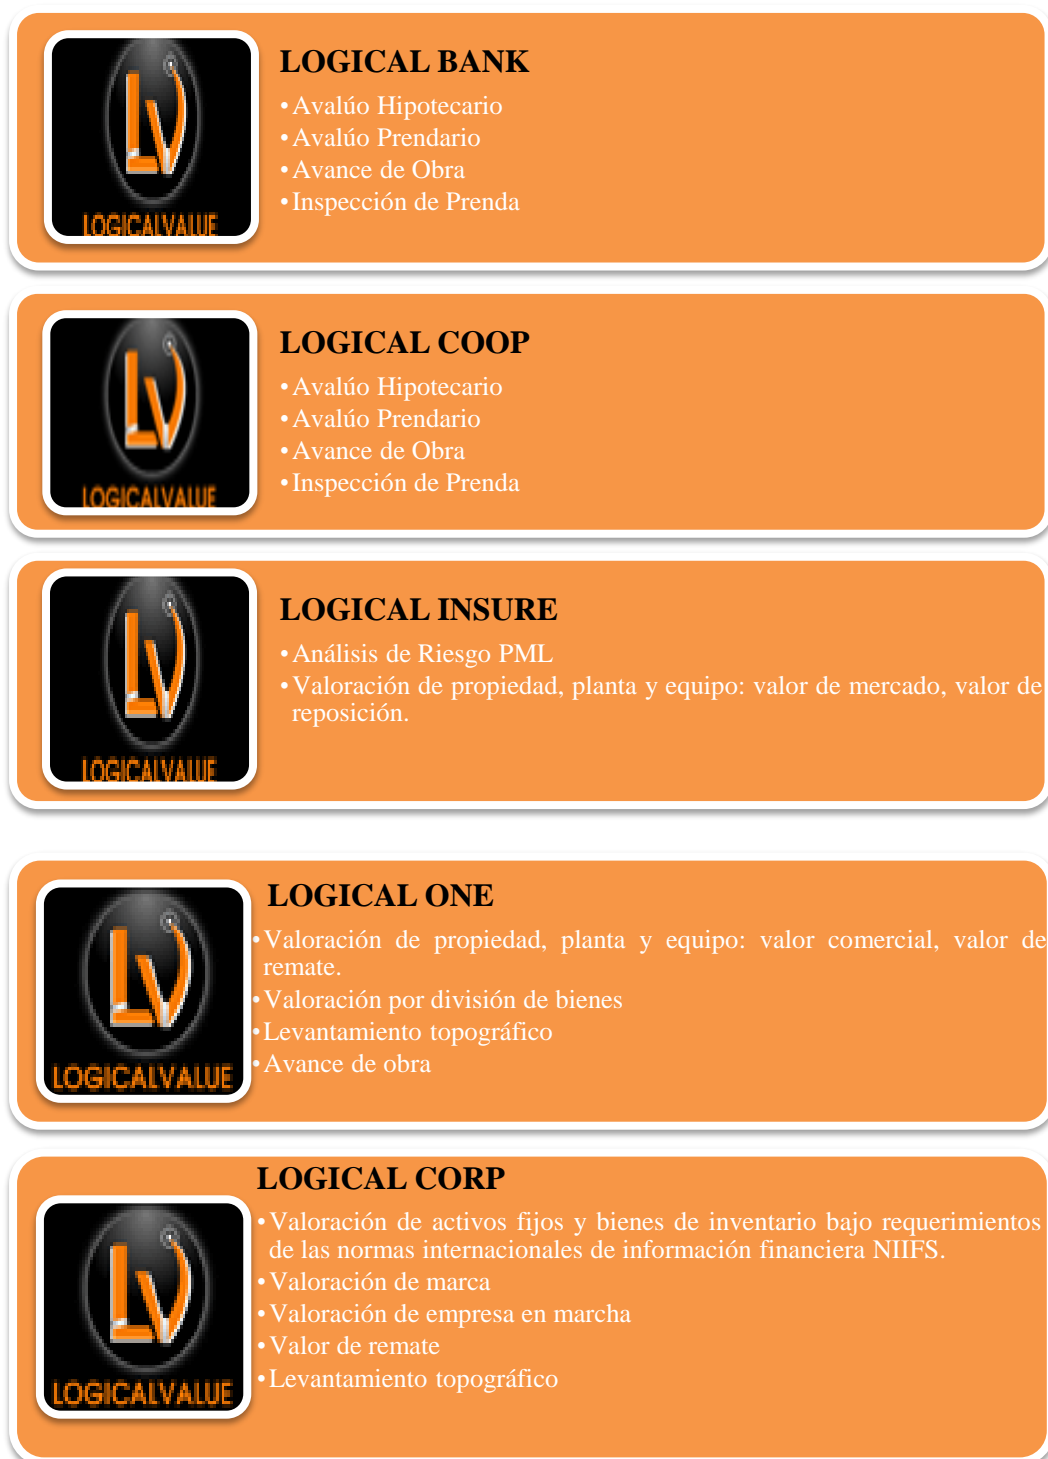 LOGICAL BANK
•Avalúo Hipotecario
•Avalúo Prendario
•Avance de Obra
•Inspección de Prenda
LV
LOGICALVALUE
LOGICAL COOP
•Avalúo Hipotecario
•Avalúo Prendario
•Avance de Obra
•Inspección de Prenda
LV
LOGICALVALUE
LOGICAL INSURE
•Análisis de Riesgo PML
•Valoración de propiedad, planta y equipo: valor de mercado, valor de
reposición.
LV
LOGICALVALUE
LOGICAL ONE
•Valoración de propiedad, planta y equipo: valor comercial, valor de
remate.
•Valoración por división de bienes
•Levantamiento topográfico
•Avance de obra
LV
LOGICALVALUE
LOGICAL CORP
•Valoración de activos fijos y bienes de inventario bajo requerimientos
de las normas internacionales de información financiera NIIFS.
•Valoración de marca
•Valoración de empresa en marcha
•Valor de remate
•Levantamiento topográfico
LV
LOGICALVALUE